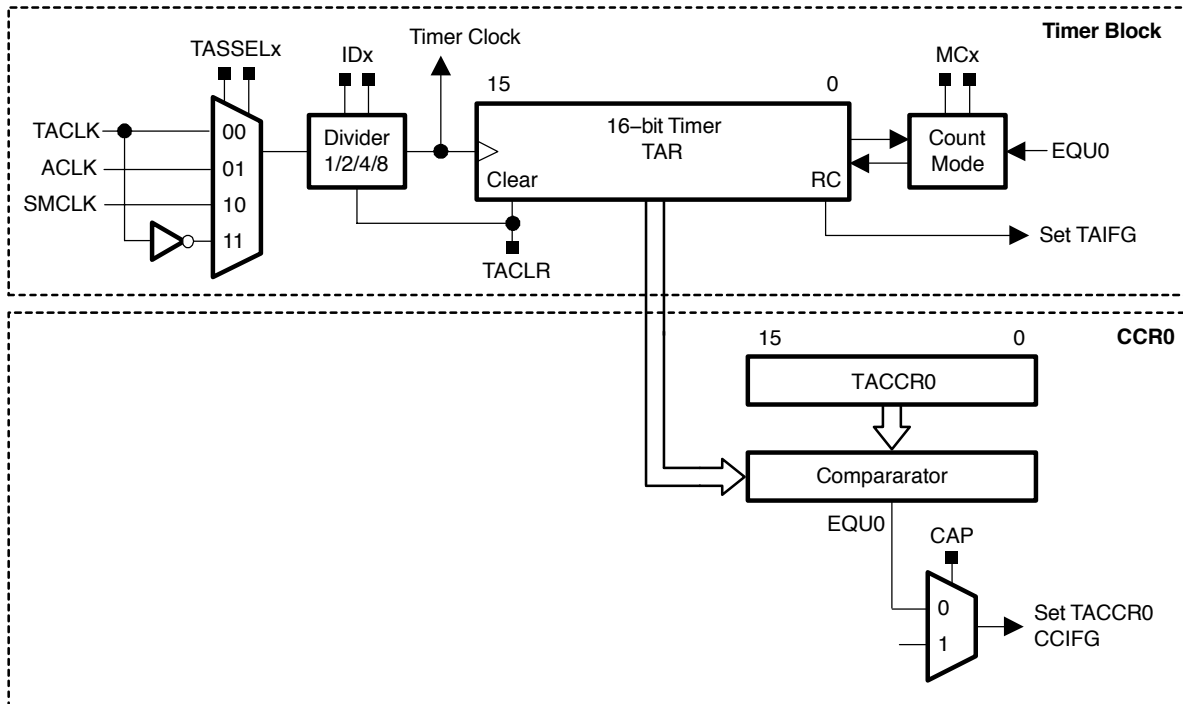 Timer Block
Timer Clock
TASSELx
IDx
MCx
15
0
TACLK
00
Divider
1/2/4/8
16−bit Timer
TAR
Count
Mode
EQU0
ACLK
01
SMCLK
10
Clear
RC
11
Set TAIFG
TACLR
CCR0
15
0
TACCR0
Compararator
EQU0
CAP
0
1
Set TACCR0
CCIFG